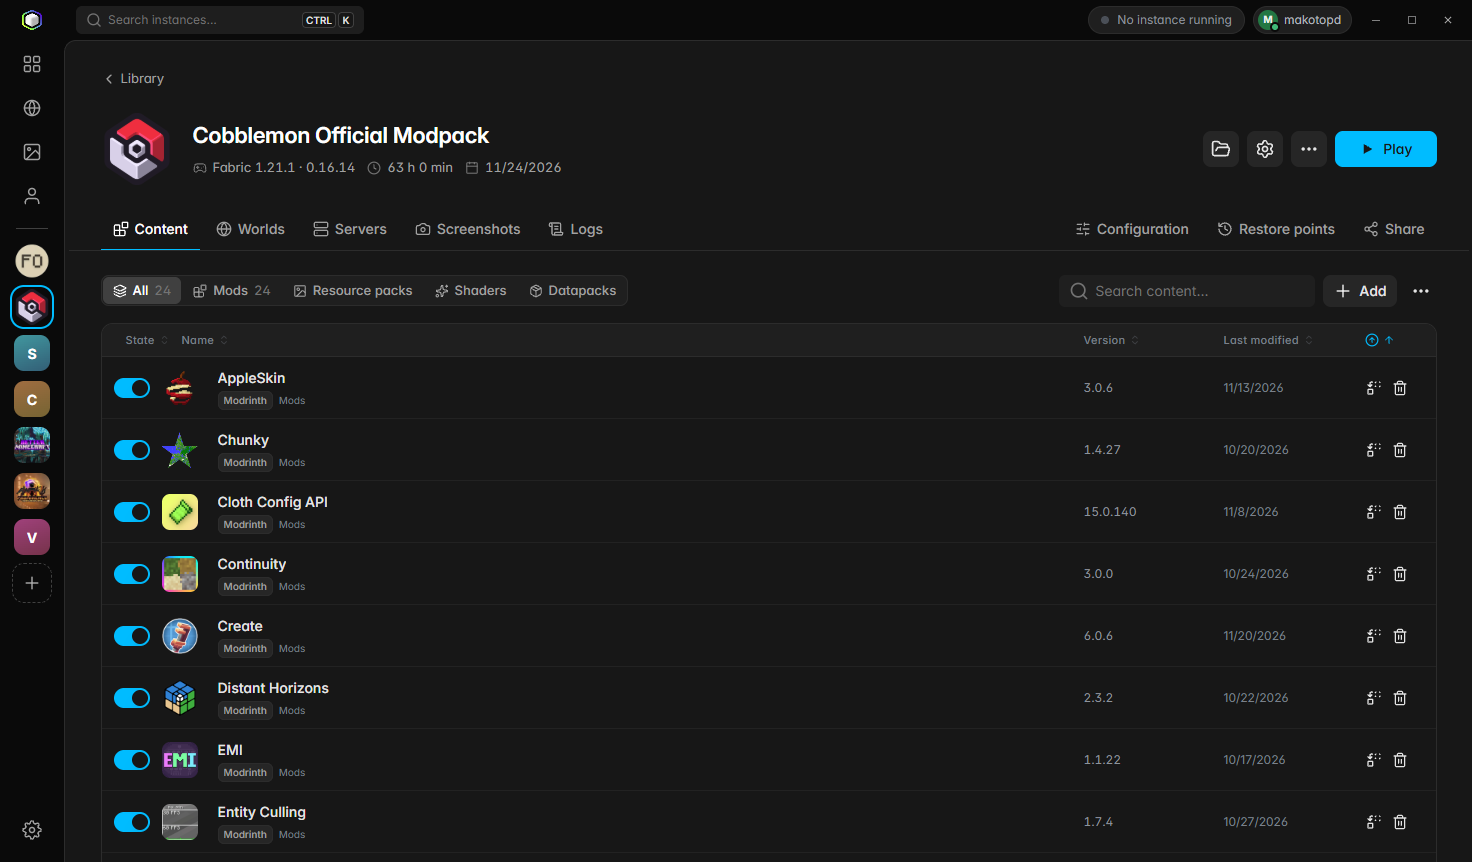 Search instances... CTRL K
No instance running
M makotopd
Library
Cobblemon Official Modpack
Fabric 1.21.1 · 0.16.14 63 h 0 min 11/24/2026
Play
Content Worlds Servers Screenshots Logs
Configuration Restore points Share
All 24 Mods 24 Resource packs Shaders Datapacks
Search content... Add
State Name Version Last modified
AppleSkin
Modrinth Mods
3.0.6 11/13/2026
Chunky
Modrinth Mods
1.4.27 10/20/2026
Cloth Config API
Modrinth Mods
15.0.140 11/8/2026
Continuity
Modrinth Mods
3.0.0 10/24/2026
Create
Modrinth Mods
6.0.6 11/20/2026
Distant Horizons
Modrinth Mods
2.3.2 10/22/2026
EMI
EMI
Modrinth Mods
1.1.22 10/17/2026
Entity Culling
Modrinth Mods
1.7.4 10/27/2026
FO
S
C
V